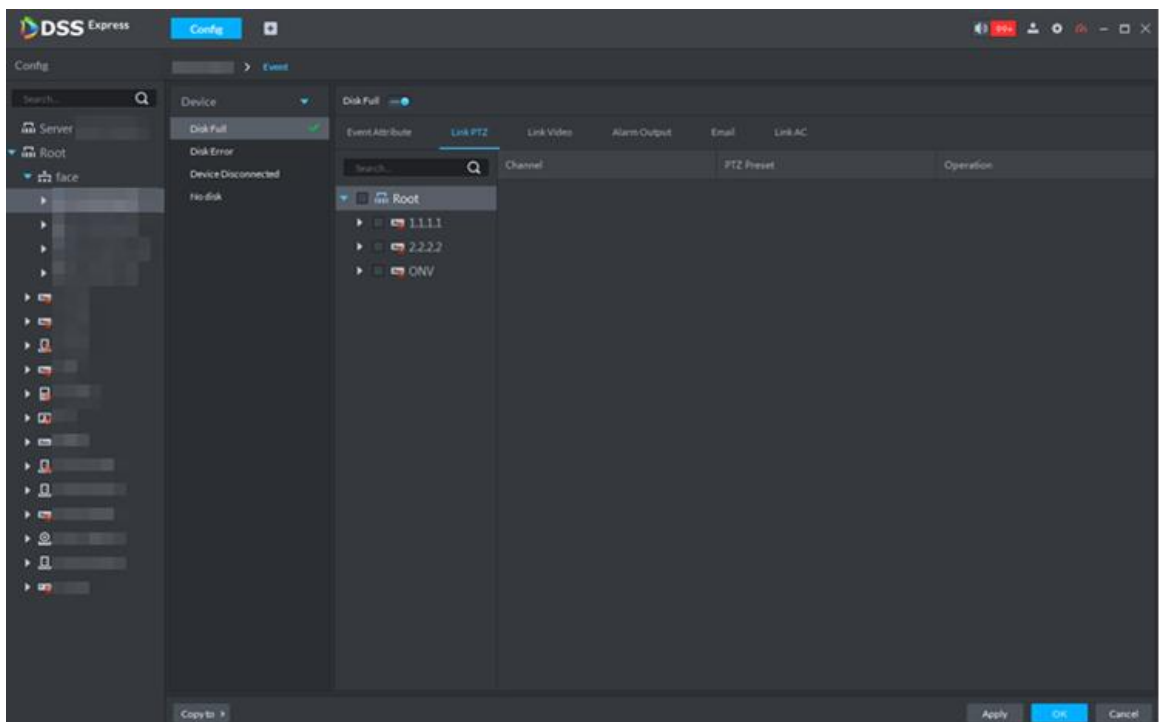 DSS Express
Config
99+
Config
> Event
Search...
Server
Root
face
Device
Disk Full
Disk Error
Device Disconnected
No disk
Disk Full
Event Attribute Link PTZ Link Video Alarm Output Email Link AC
Search...
Channel PTZ Preset Operation
Root
1.1.1.1
2.2.2.2
ONV
Copy to
Apply OK Cancel